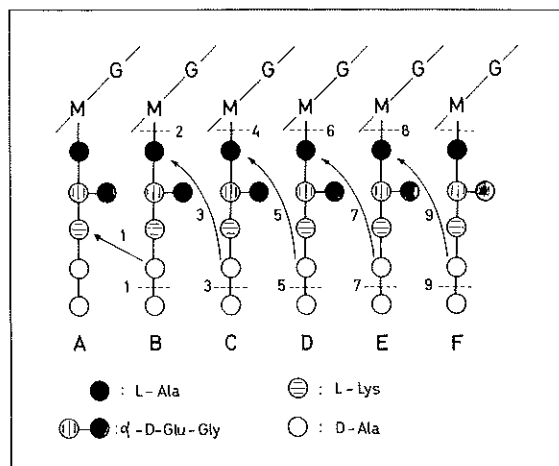 G G G G G G
M M M M M M
2 4 6 8
1 3 5 7 9
1 3 5 7 9
A B C D E F
: L-Ala : L-Lys
: α-D-Glu-Gly : D-Ala